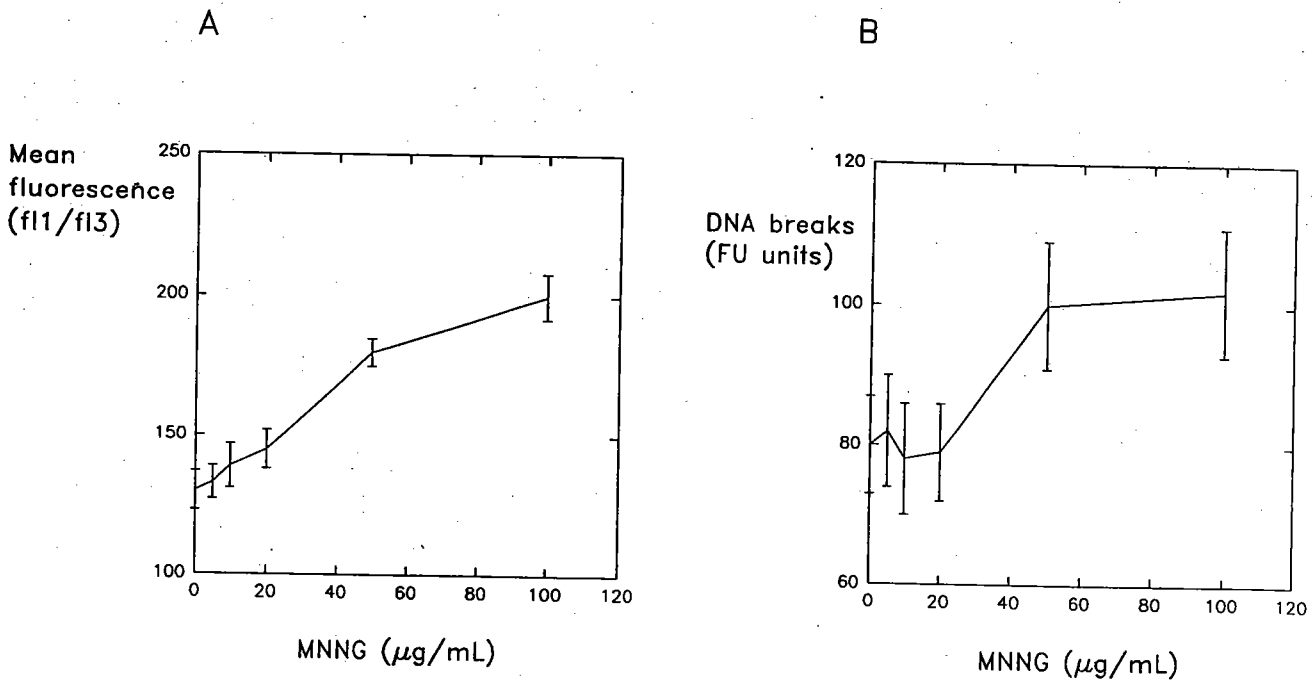 A
Mean
fluorescence
(fl1/fl3)
250
200
150
100
0 20 40 60 80 100 120
MNNG (μg/mL)
B
DNA breaks
(FU units)
120
100
80
60
0 20 40 60 80 100 120
MNNG (μg/mL)